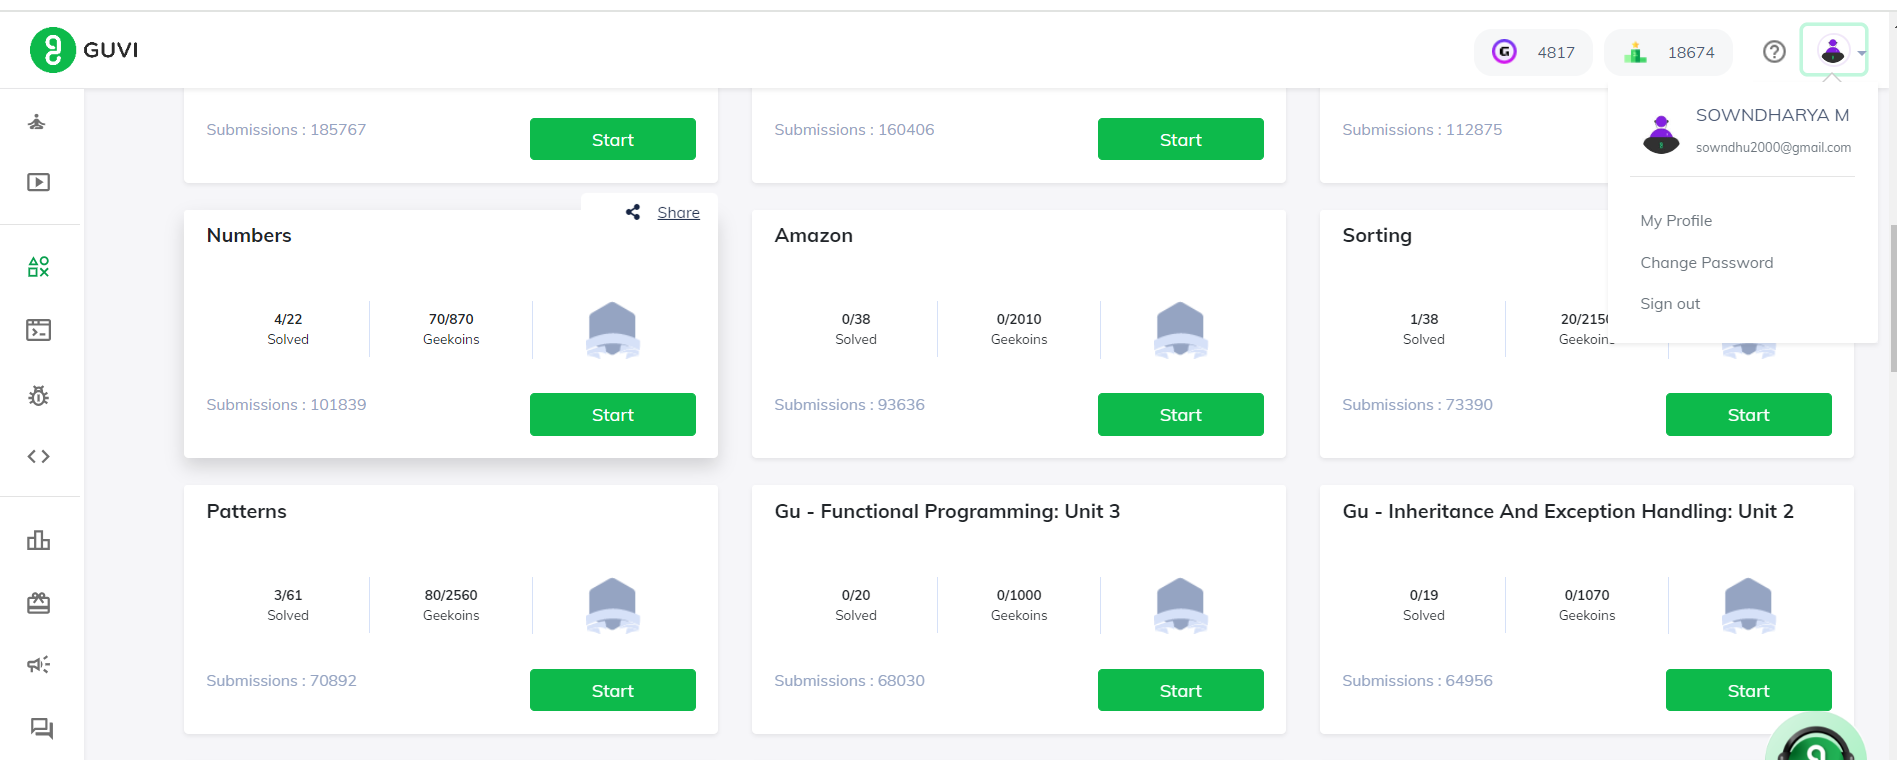 GUVI
4817
18674
SOWNDHARYA M
sowndhu2000@gmail.com
My Profile
Change Password
Sign out
Submissions : 185767
Start
Submissions : 160406
Start
Submissions : 112875
Share
Numbers
4/22
Solved
70/870
Geekoins
Submissions : 101839
Start
Amazon
0/38
Solved
0/2010
Geekoins
Submissions : 93636
Start
Sorting
1/38
Solved
20/2150
Geekoins
Submissions : 73390
Start
Patterns
3/61
Solved
80/2560
Geekoins
Submissions : 70892
Start
Gu - Functional Programming: Unit 3
0/20
Solved
0/1000
Geekoins
Submissions : 68030
Start
Gu - Inheritance And Exception Handling: Unit 2
0/19
Solved
0/1070
Geekoins
Submissions : 64956
Start